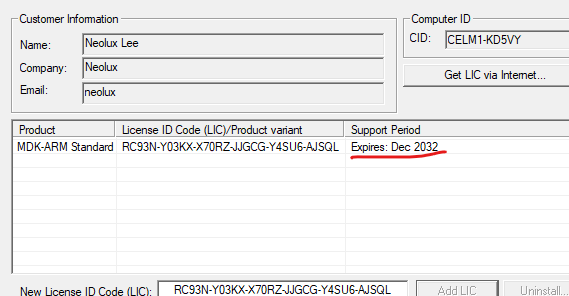 Customer Information
Name: Neolux Lee
Company: Neolux
Email: neolux
Computer ID
CID: CELM1-KD5VY
Get LIC via Internet...
Product License ID Code (LIC)/Product variant Support Period
MDK-ARM Standard RC93N-Y03KX-X70RZ-JJGCG-Y4SU6-AJSQL Expires: Dec 2032
New License ID Code (LIC): RC93N-Y03KX-X70RZ-JJGCG-Y4SU6-AJSQL Add LIC Uninstall...